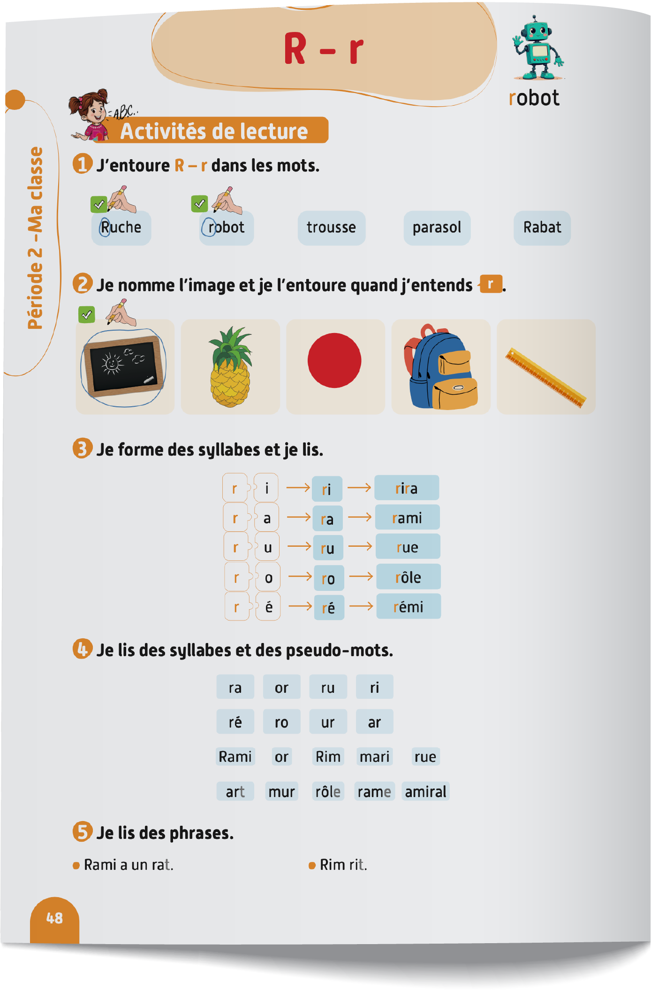 R – r
robot
A.B.C..
Activités de lecture
Période 2 -Ma classe
1 J'entoure R – r dans les mots.
Ruche robot trousse parasol Rabat
2 Je nomme l'image et je l'entoure quand j'entends r.
3 Je forme des syllabes et je lis.
r i ri rira
r a ra rami
r u ru rue
r o ro rôle
r é ré rémi
4 Je lis des syllabes et des pseudo-mots.
ra or ru ri
ré ro ur ar
Rami or Rim mari rue
art mur rôle rame amiral
5 Je lis des phrases.
Rami a un rat. Rim rit.
48